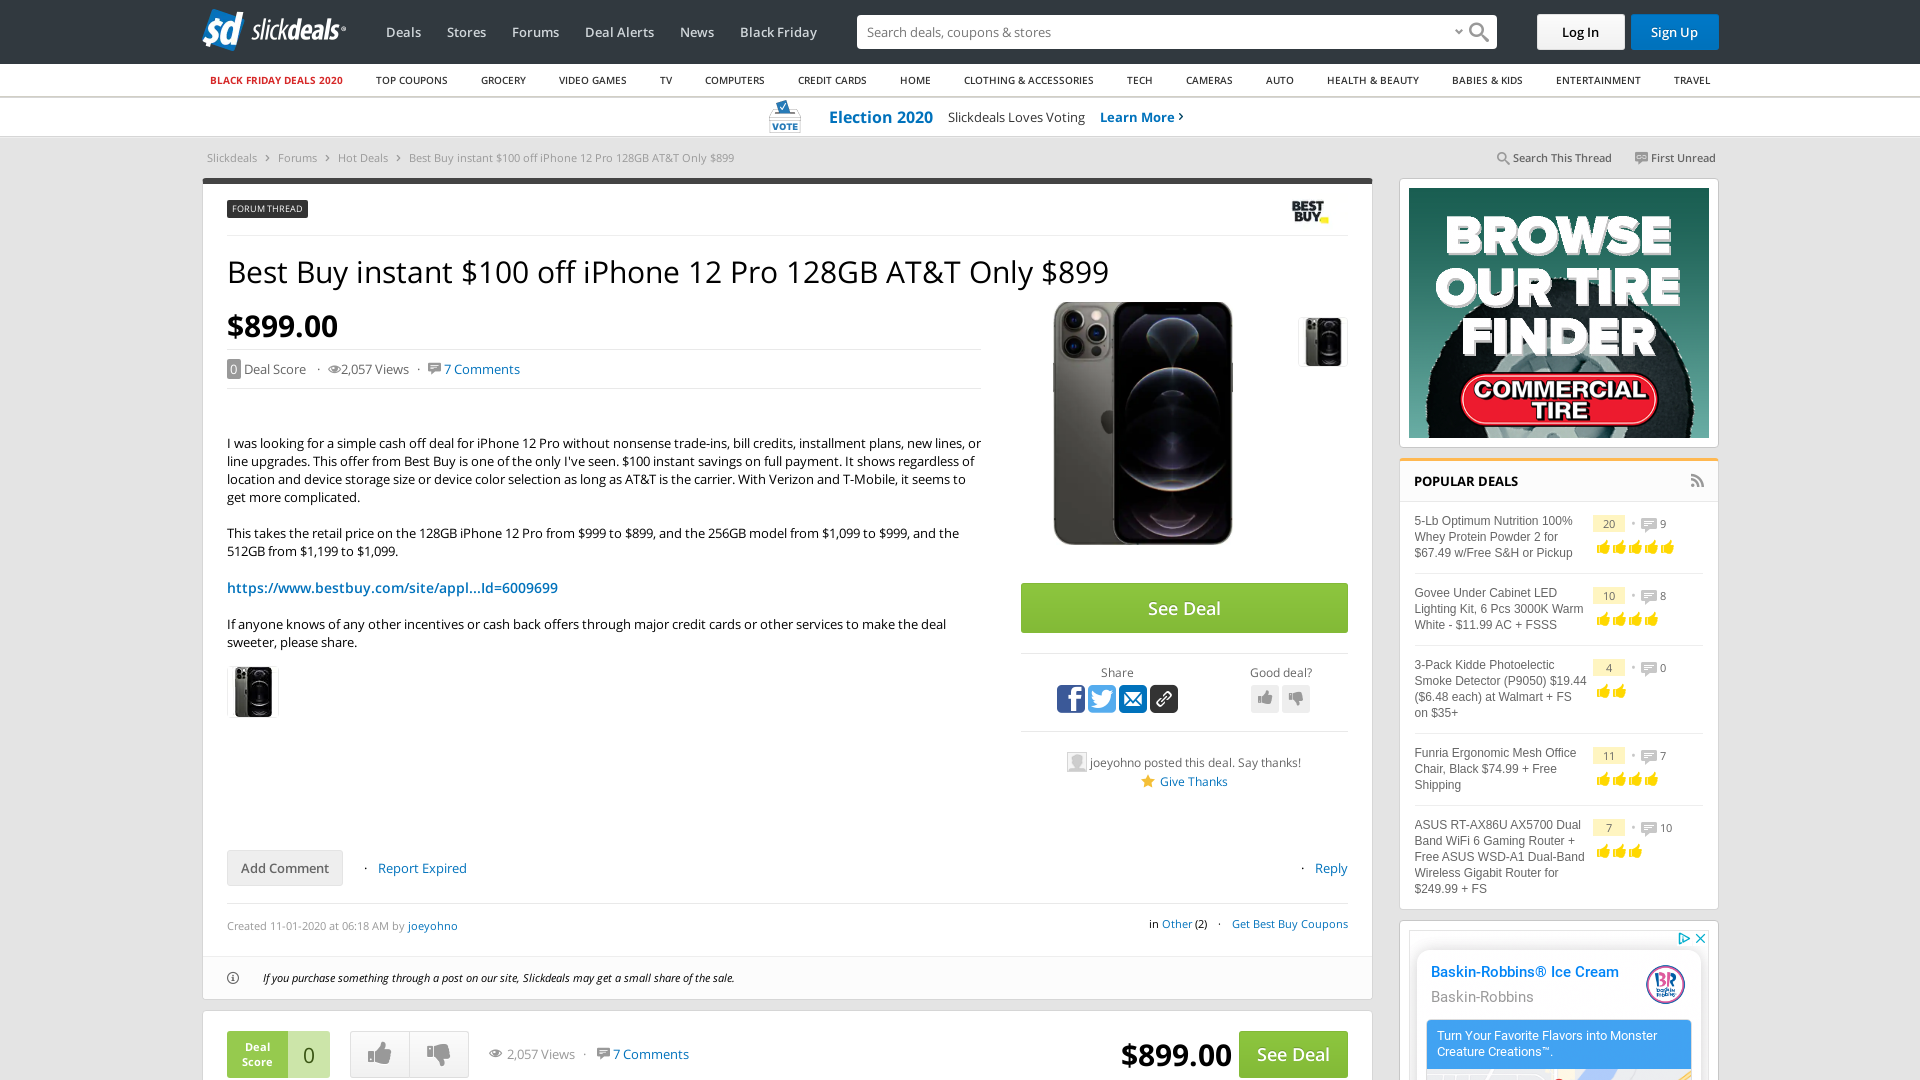 slickdeals
Deals
Stores
Forums
Deal Alerts
News
Black Friday
Search deals, coupons & stores
Log In
Sign Up
BLACK FRIDAY DEALS 2020
TOP COUPONS
GROCERY
VIDEO GAMES
TV
COMPUTERS
CREDIT CARDS
HOME
CLOTHING & ACCESSORIES
TECH
CAMERAS
AUTO
HEALTH & BEAUTY
BABIES & KIDS
ENTERTAINMENT
TRAVEL
VOTE
Election 2020 Slickdeals Loves Voting Learn More ›
Slickdeals › Forums › Hot Deals › Best Buy instant $100 off iPhone 12 Pro 128GB AT&T Only $899
Search This Thread
First Unread
FORUM THREAD
BEST
BUY
Best Buy instant $100 off iPhone 12 Pro 128GB AT&T Only $899
$899.00
0 Deal Score · 2,057 Views · 7 Comments
I was looking for a simple cash off deal for iPhone 12 Pro without nonsense trade-ins, bill credits, installment plans, new lines, or
line upgrades. This offer from Best Buy is one of the only I've seen. $100 instant savings on full payment. It shows regardless of
location and device storage size or device color selection as long as AT&T is the carrier. With Verizon and T-Mobile, it seems to
get more complicated.
This takes the retail price on the 128GB iPhone 12 Pro from $999 to $899, and the 256GB model from $1,099 to $999, and the
512GB from $1,199 to $1,099.
https://www.bestbuy.com/site/appl...Id=6009699
If anyone knows of any other incentives or cash back offers through major credit cards or other services to make the deal
sweeter, please share.
See Deal
Share
Good deal?
joeyohno posted this deal. Say thanks!
Give Thanks
Add Comment
· Report Expired
· Reply
Created 11-01-2020 at 06:18 AM by joeyohno
in Other (2) · Get Best Buy Coupons
If you purchase something through a post on our site, Slickdeals may get a small share of the sale.
Deal
Score
0
2,057 Views · 7 Comments
$899.00
See Deal
BROWSE
OUR TIRE
FINDER
COMMERCIAL
TIRE
POPULAR DEALS
5-Lb Optimum Nutrition 100%
Whey Protein Powder 2 for
$67.49 w/Free S&H or Pickup
20 • 9
Govee Under Cabinet LED
Lighting Kit, 6 Pcs 3000K Warm
White - $11.99 AC + FSSS
10 • 8
3-Pack Kidde Photoelectic
Smoke Detector (P9050) $19.44
($6.48 each) at Walmart + FS
on $35+
4 • 0
Funria Ergonomic Mesh Office
Chair, Black $74.99 + Free
Shipping
11 • 7
ASUS RT-AX86U AX5700 Dual
Band WiFi 6 Gaming Router +
Free ASUS WSD-A1 Dual-Band
Wireless Gigabit Router for
$249.99 + FS
7 • 10
Baskin-Robbins® Ice Cream
Baskin-Robbins
BR
baskin
robbins
Turn Your Favorite Flavors into Monster
Creature Creations™.